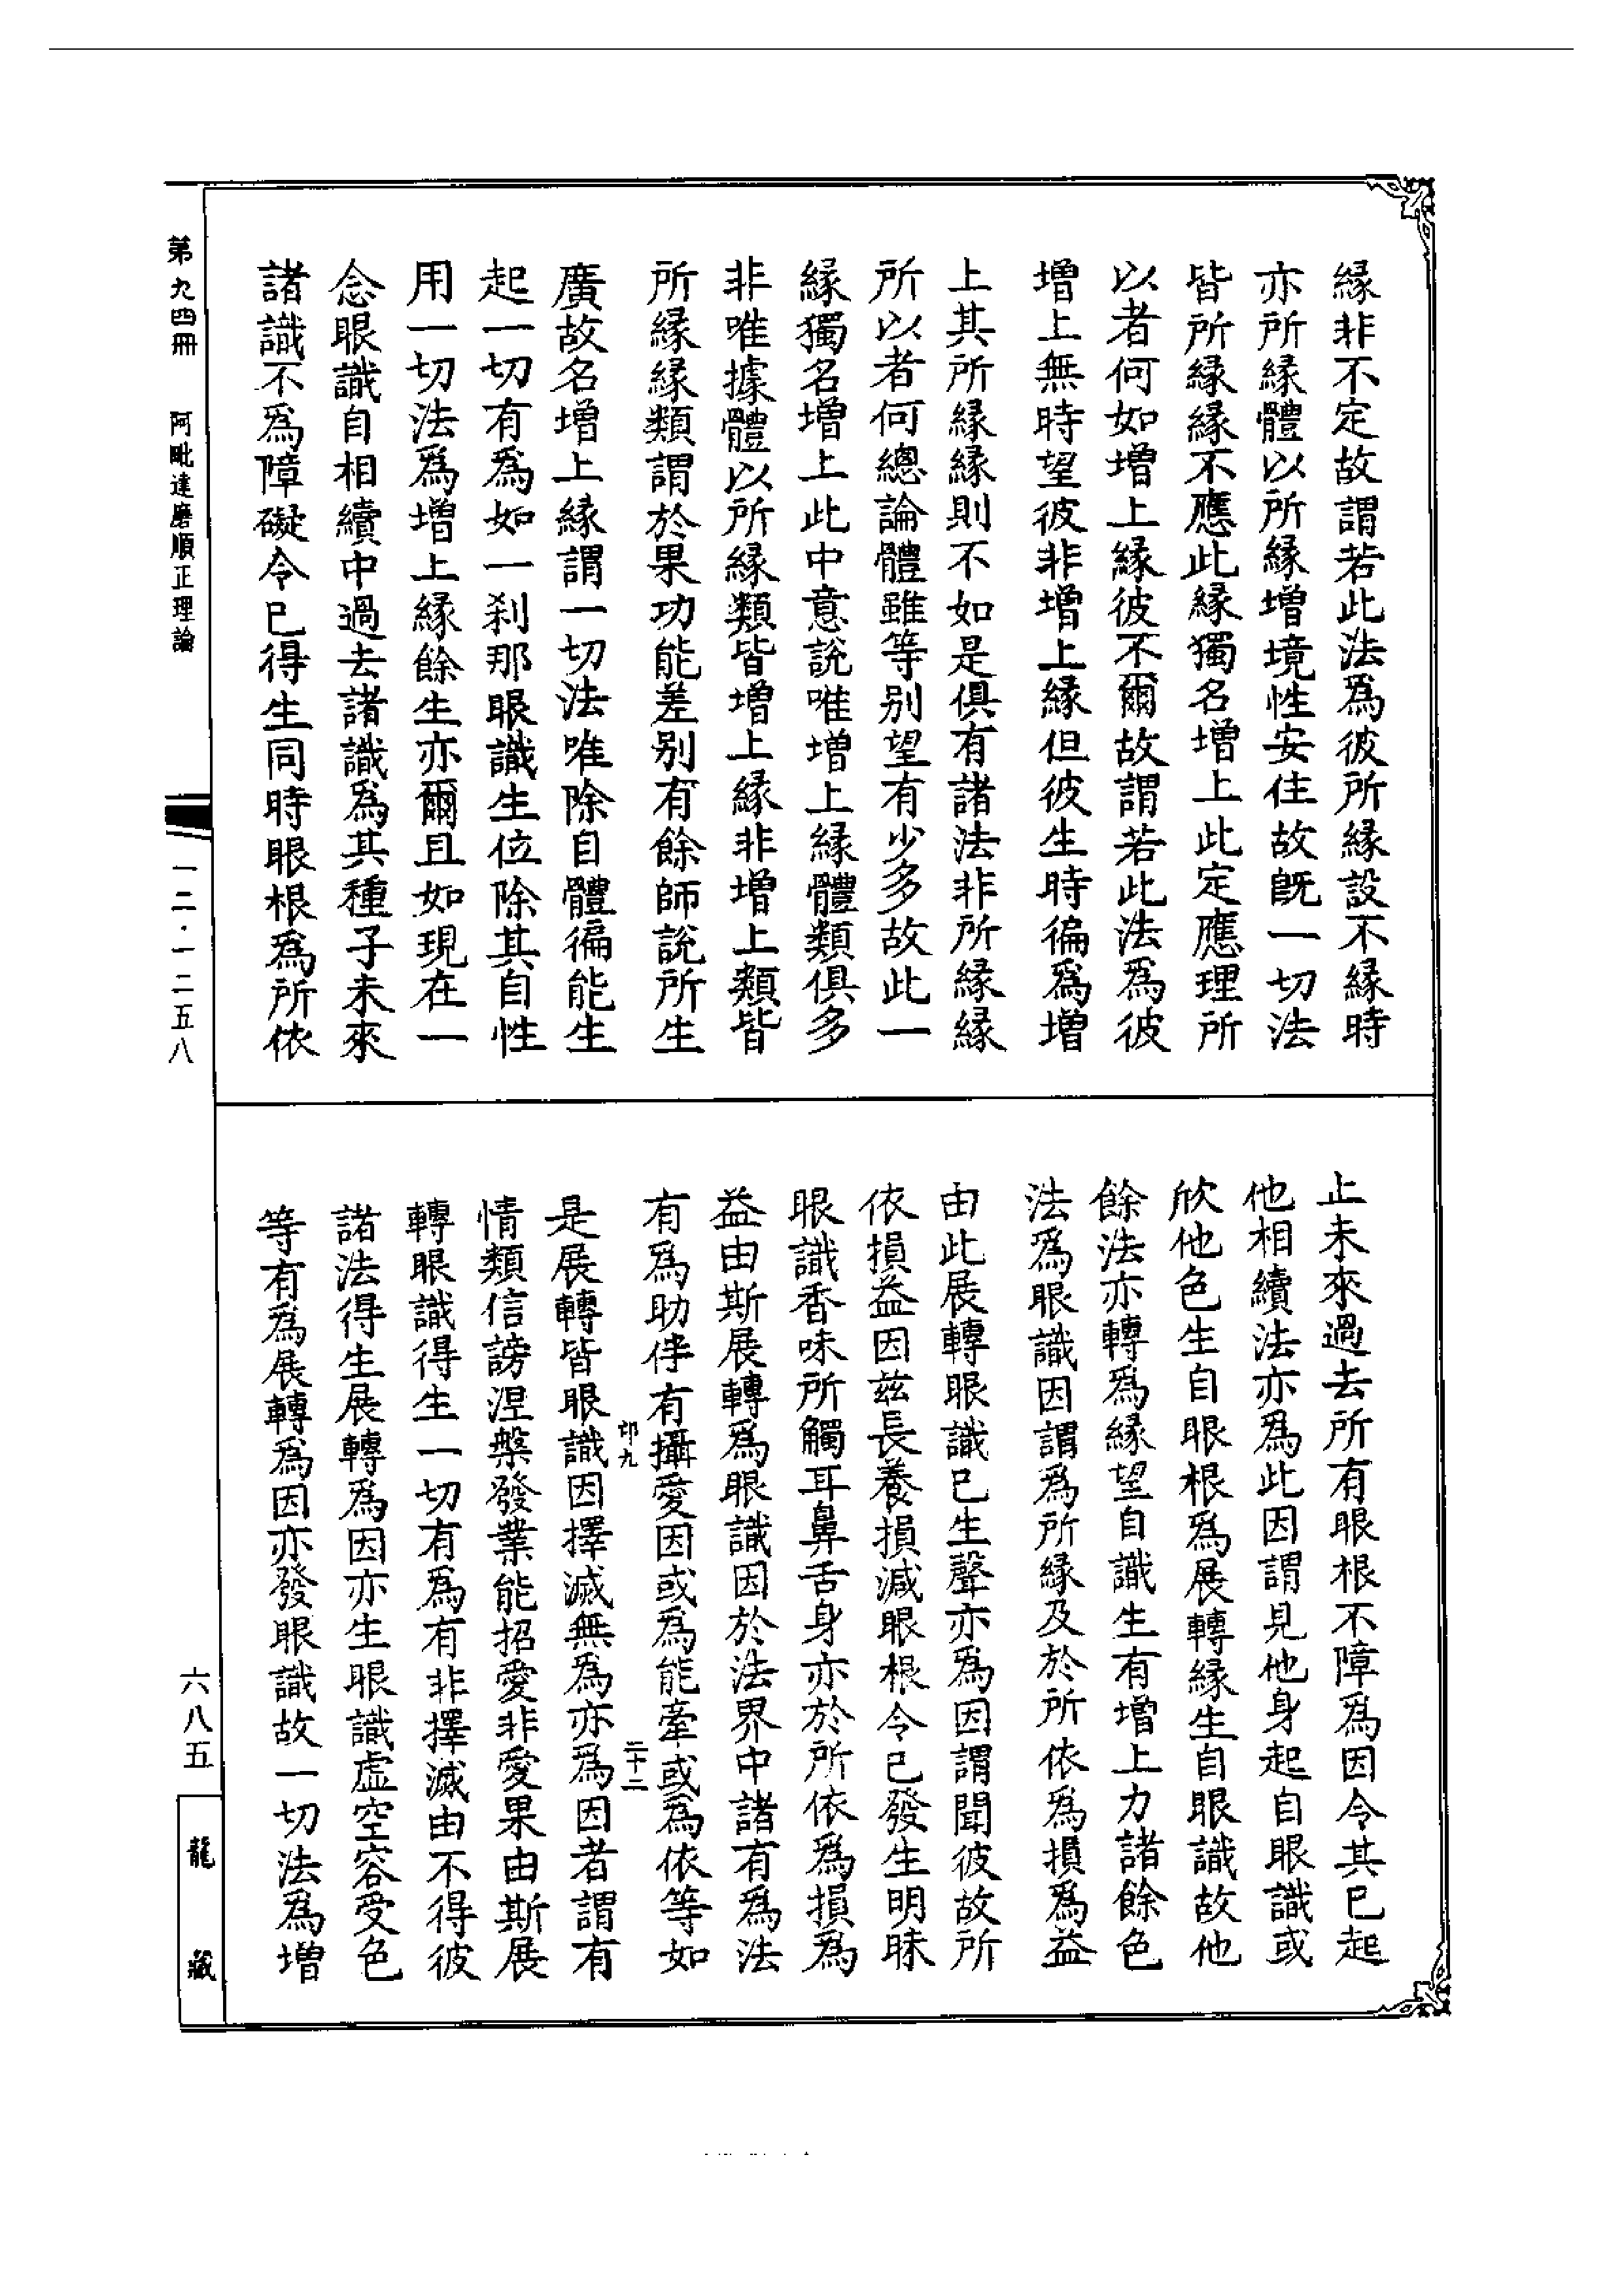 緣非不定故謂若此法爲彼所緣設不緣時
亦所緣體以所緣增境性安住故旣一切法
皆所緣緣不應此緣獨名增上此定應理所
以者何如增上緣彼不爾故謂若此法爲彼
增上無時望彼非增上緣但彼生時徧爲增
上其所緣緣則不如是俱有諸法非所緣緣
所以者何總論體雖等別望有少多故此一
緣獨名增上此中意說唯增上緣體類俱多
非唯據體以所緣類皆增上緣非增上類皆
所緣緣類謂於果功能差別有餘師說所生
廣故名增上緣謂一切法唯除自體徧能生
起一切有爲如一刹那眼識生位除其自性
用一切法爲增上緣餘生亦爾且如現在一
念眼識自相續中過去諸識爲其種子未來
諸識不爲障礙令已得生同時眼根爲所依
止未來過去所有眼根不障爲因令其已起
他相續法亦爲此因謂見他身起自眼識或
欣他色生自眼根爲展轉緣生自眼識故他
餘法亦轉爲緣望自識生有增上力諸餘色
法爲眼識因謂爲所緣及於所依爲損爲益
由此展轉眼識已生聲亦爲因謂聞彼故所
依損益因兹長養損減眼根令已發生明昧
眼識香味所觸耳鼻舌身亦於所依爲損爲
益由斯展轉爲眼識因於法界中諸有爲法
有爲助伴有攝愛因或爲能牽或爲依等如
卬九 二十二
是展轉皆眼識因擇滅無爲亦爲因者謂有
情類信謗涅槃發業能招愛非愛果由斯展
轉眼識得生一切有爲有非擇滅由不得彼
諸法得生展轉爲因亦生眼識虛空容受色
等有爲展轉爲因亦發眼識故一切法爲增
第九四冊 阿毗達磨順正理論
一二·一二五八
六八五
龍藏